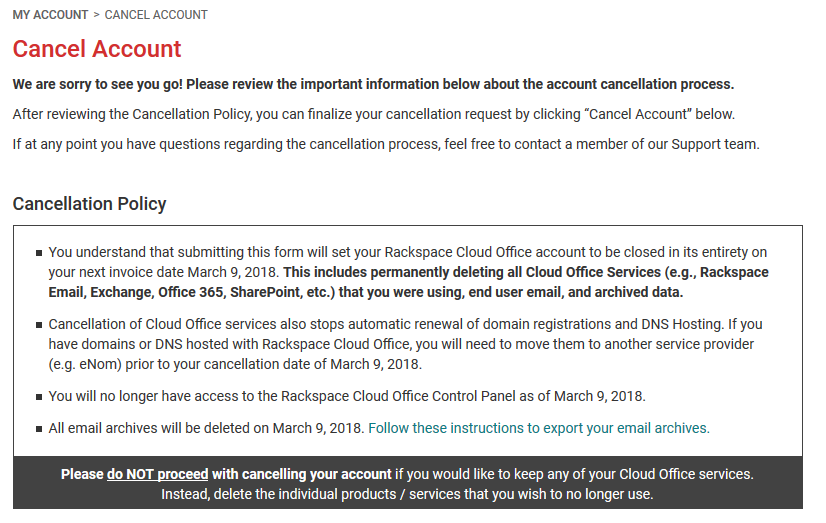 MY ACCOUNT > CANCEL ACCOUNT
Cancel Account
We are sorry to see you go! Please review the important information below about the account cancellation process.
After reviewing the Cancellation Policy, you can finalize your cancellation request by clicking “Cancel Account” below.
If at any point you have questions regarding the cancellation process, feel free to contact a member of our Support team.
Cancellation Policy
▪ You understand that submitting this form will set your Rackspace Cloud Office account to be closed in its entirety on
your next invoice date March 9, 2018. This includes permanently deleting all Cloud Office Services (e.g., Rackspace
Email, Exchange, Office 365, SharePoint, etc.) that you were using, end user email, and archived data.
▪ Cancellation of Cloud Office services also stops automatic renewal of domain registrations and DNS Hosting. If you
have domains or DNS hosted with Rackspace Cloud Office, you will need to move them to another service provider
(e.g. eNom) prior to your cancellation date of March 9, 2018.
▪ You will no longer have access to the Rackspace Cloud Office Control Panel as of March 9, 2018.
▪ All email archives will be deleted on March 9, 2018. Follow these instructions to export your email archives.
Please do NOT proceed with cancelling your account if you would like to keep any of your Cloud Office services.
Instead, delete the individual products / services that you wish to no longer use.